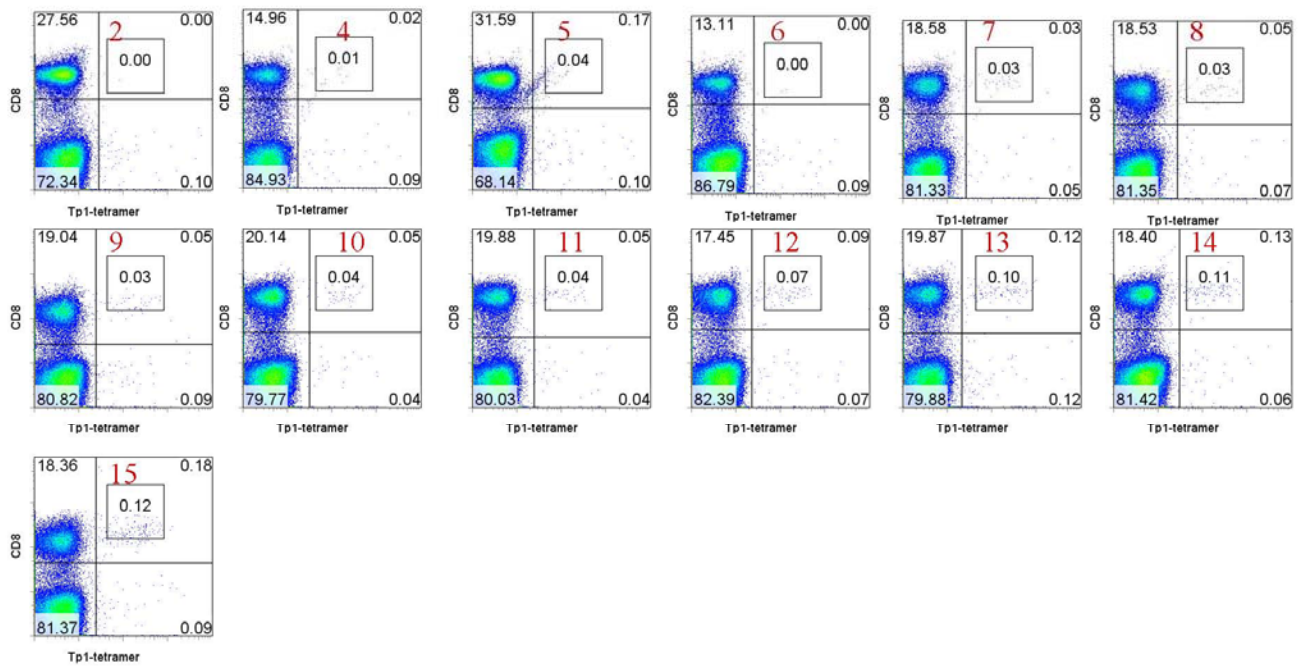 27.56 2 0.00
0.00
CD8
72.34 0.10
Tp1-tetramer
14.96 4 0.02
0.01
CD8
84.93 0.09
Tp1-tetramer
31.59 5 0.17
0.04
CD8
68.14 0.10
Tp1-tetramer
13.11 6 0.00
0.00
CD8
86.79 0.09
Tp1-tetramer
18.58 7 0.03
0.03
CD8
81.33 0.05
Tp1-tetramer
18.53 8 0.05
0.03
CD8
81.35 0.07
Tp1-tetramer
19.04 9 0.05
0.03
CD8
80.82 0.09
Tp1-tetramer
20.14 10 0.05
0.04
CD8
79.77 0.04
Tp1-tetramer
19.88 11 0.05
0.04
CD8
80.03 0.04
Tp1-tetramer
17.45 12 0.09
0.07
CD8
82.39 0.07
Tp1-tetramer
19.87 13 0.12
0.10
CD8
79.88 0.12
Tp1-tetramer
18.40 14 0.13
0.11
CD8
81.42 0.06
Tp1-tetramer
18.36 15 0.18
0.12
CD8
81.37 0.09
Tp1-tetramer